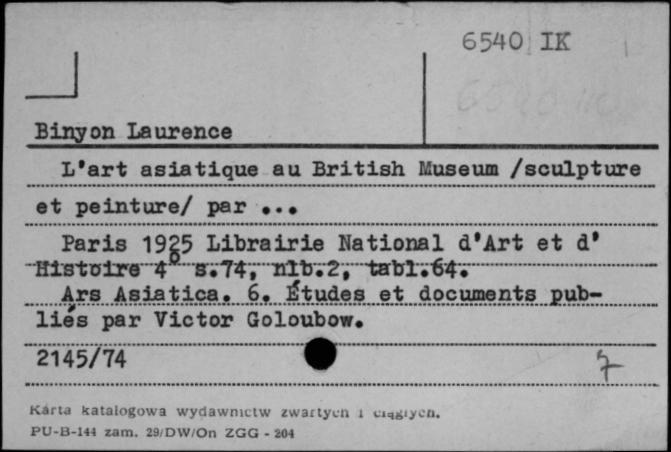 6540 IK
Binyon Laurence
L'art asiatique au British Museum /sculpture
et peinture/ par ...
Paris 1925 Librairie National d'Art et d'
Histoire 4° s.74, nlb.2, tabl.64.
Ars Asiatica. 6. Études et documents pub-
liés par Victor Goloubow.
2145/74
7
Karta katalogowa wydawnictw zwartych i ciągłych.
PU-B-144 zam. 29/DW/On ZGG - 204